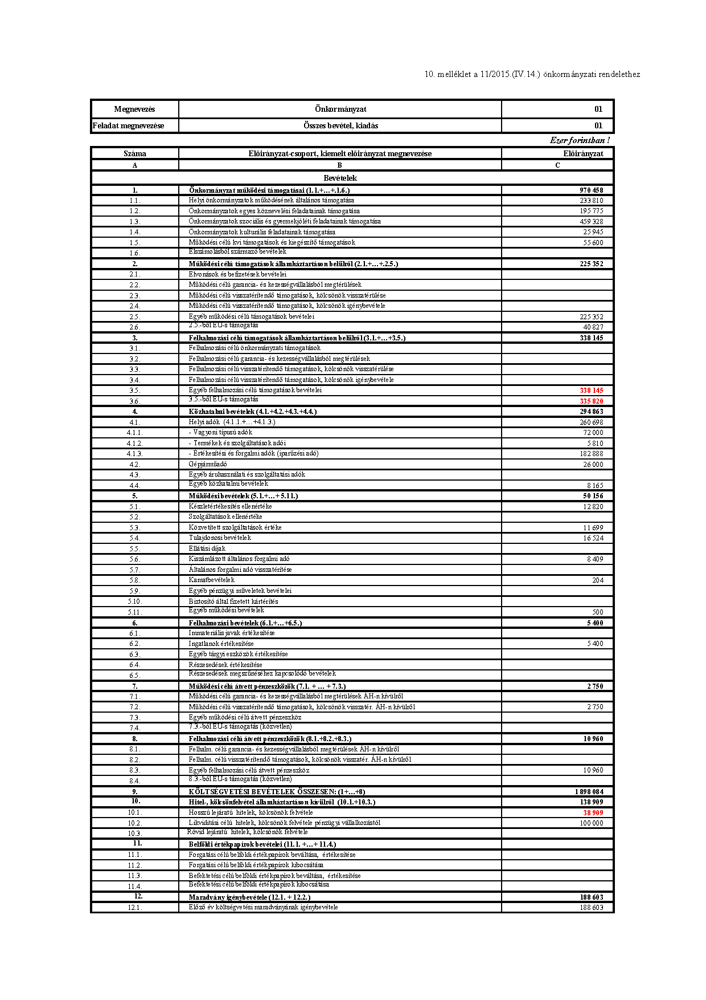 10. melléklet a 11/2015.(IV.14.) önkormányzati rendelethez
Megnevezés Önkormányzat 01
Feladat megnevezése Összes bevétel, kiadás 01
Ezer forintban !
Száma Előirányzat-csoport, kiemelt előirányzat megnevezése Előirányzat
A B C
Bevételek
1. Önkormányzat működési támogatásai (1.1.+…+.1.6.) 970 458
1.1. Helyi önkormányzatok működésének általános támogatása 233 810
1.2. Önkormányzatok egyes köznevelési feladatainak támogatása 195 775
1.3. Önkormányzatok szociális és gyermekjóléti feladatainak támogatása 459 328
1.4. Önkormányzatok kulturális feladatainak támogatása 25 945
1.5. Működési célú kvi támogatások és kiegészítő támogatások 55 600
1.6. Elszámolásból származó bevételek
2. Működési célú támogatások államháztartáson belülről (2.1.+…+.2.5.) 225 352
2.1. Elvonások és befizetések bevételei
2.2. Működési célú garancia- és kezességvállalásból megtérülések
2.3. Működési célú visszatérítendő támogatások, kölcsönök visszatérülése
2.4. Működési célú visszatérítendő támogatások, kölcsönök igénybevétele
2.5. Egyéb működési célú támogatások bevételei 225 352
2.6. 2.5.-ből EU-s támogatás 40 827
3. Felhalmozási célú támogatások államháztartáson belülről (3.1.+…+3.5.) 338 145
3.1. Felhalmozási célú önkormányzati támogatások
3.2. Felhalmozási célú garancia- és kezességvállalásból megtérülések
3.3. Felhalmozási célú visszatérítendő támogatások, kölcsönök visszatérülése
3.4. Felhalmozási célú visszatérítendő támogatások, kölcsönök igénybevétele
3.5. Egyéb felhalmozási célú támogatások bevételei 338 145
3.6. 3.5.-ből EU-s támogatás 335 820
4. Közhatalmi bevételek (4.1.+4.2.+4.3.+4.4.) 294 863
4.1. Helyi adók (4.1.1.+…+4.1.3.) 260 698
4.1.1. - Vagyoni típusú adók 72 000
4.1.2. - Termékek és szolgáltatások adói 5 810
4.1.3. - Értékesítési és forgalmi adók (iparűzési adó) 182 888
4.2. Gépjárműadó 26 000
4.3. Egyéb áruhasználati és szolgáltatási adók
4.4. Egyéb közhatalmi bevételek 8 165
5. Működési bevételek (5.1.+…+ 5.11.) 50 156
5.1. Készletértékesítés ellenértéke 12 820
5.2. Szolgáltatások ellenértéke
5.3. Közvetített szolgáltatások értéke 11 699
5.4. Tulajdonosi bevételek 16 524
5.5. Ellátási díjak
5.6. Kiszámlázott általános forgalmi adó 8 409
5.7. Általános forgalmi adó visszatérítése
5.8. Kamatbevételek 204
5.9. Egyéb pénzügyi műveletek bevételei
5.10. Biztosító által fizetett kártérítés
5.11. Egyéb működési bevételek 500
6. Felhalmozási bevételek (6.1.+…+6.5.) 5 400
6.1. Immateriális javak értékesítése
6.2. Ingatlanok értékesítése 5 400
6.3. Egyéb tárgyi eszközök értékesítése
6.4. Részesedések értékesítése
6.5. Részesedések megszűnéséhez kapcsolódó bevételek
7. Működési célú átvett pénzeszközök (7.1. + … + 7.3.) 2 750
7.1. Működési célú garancia- és kezességvállalásból megtérülések ÁH-n kívülről
7.2. Működési célú visszatérítendő támogatások, kölcsönök visszatér. ÁH-n kívülről 2 750
7.3. Egyéb működési célú átvett pénzeszköz
7.4. 7.3.-ból EU-s támogatás (közvetlen)
8. Felhalmozási célú átvett pénzeszközök (8.1.+8.2.+8.3.) 10 960
8.1. Felhalm. célú garancia- és kezességvállalásból megtérülések ÁH-n kívülről
8.2. Felhalm. célú visszatérítendő támogatások, kölcsönök visszatér. ÁH-n kívülről
8.3. Egyéb felhalmozási célú átvett pénzeszköz 10 960
8.4. 8.3.-ból EU-s támogatás (közvetlen)
9. KÖLTSÉGVETÉSI BEVÉTELEK ÖSSZESEN: (1+…+8) 1 898 084
10. Hitel-, kölcsönfelvétel államháztartáson kívülről (10.1.+10.3.) 138 909
10.1. Hosszú lejáratú hitelek, kölcsönök felvétele 38 909
10.2. Likviditási célú hitelek, kölcsönök felvétele pénzügyi vállalkozástól 100 000
10.3. Rövid lejáratú hitelek, kölcsönök felvétele
11. Belföldi értékpapírok bevételei (11.1. +…+ 11.4.)
11.1. Forgatási célú belföldi értékpapírok beváltása, értékesítése
11.2. Forgatási célú belföldi értékpapírok kibocsátása
11.3. Befektetési célú belföldi értékpapírok beváltása, értékesítése
11.4. Befektetési célú belföldi értékpapírok kibocsátása
12. Maradvány igénybevétele (12.1. + 12.2.) 188 603
12.1. Előző év költségvetési maradványának igénybevétele 188 603